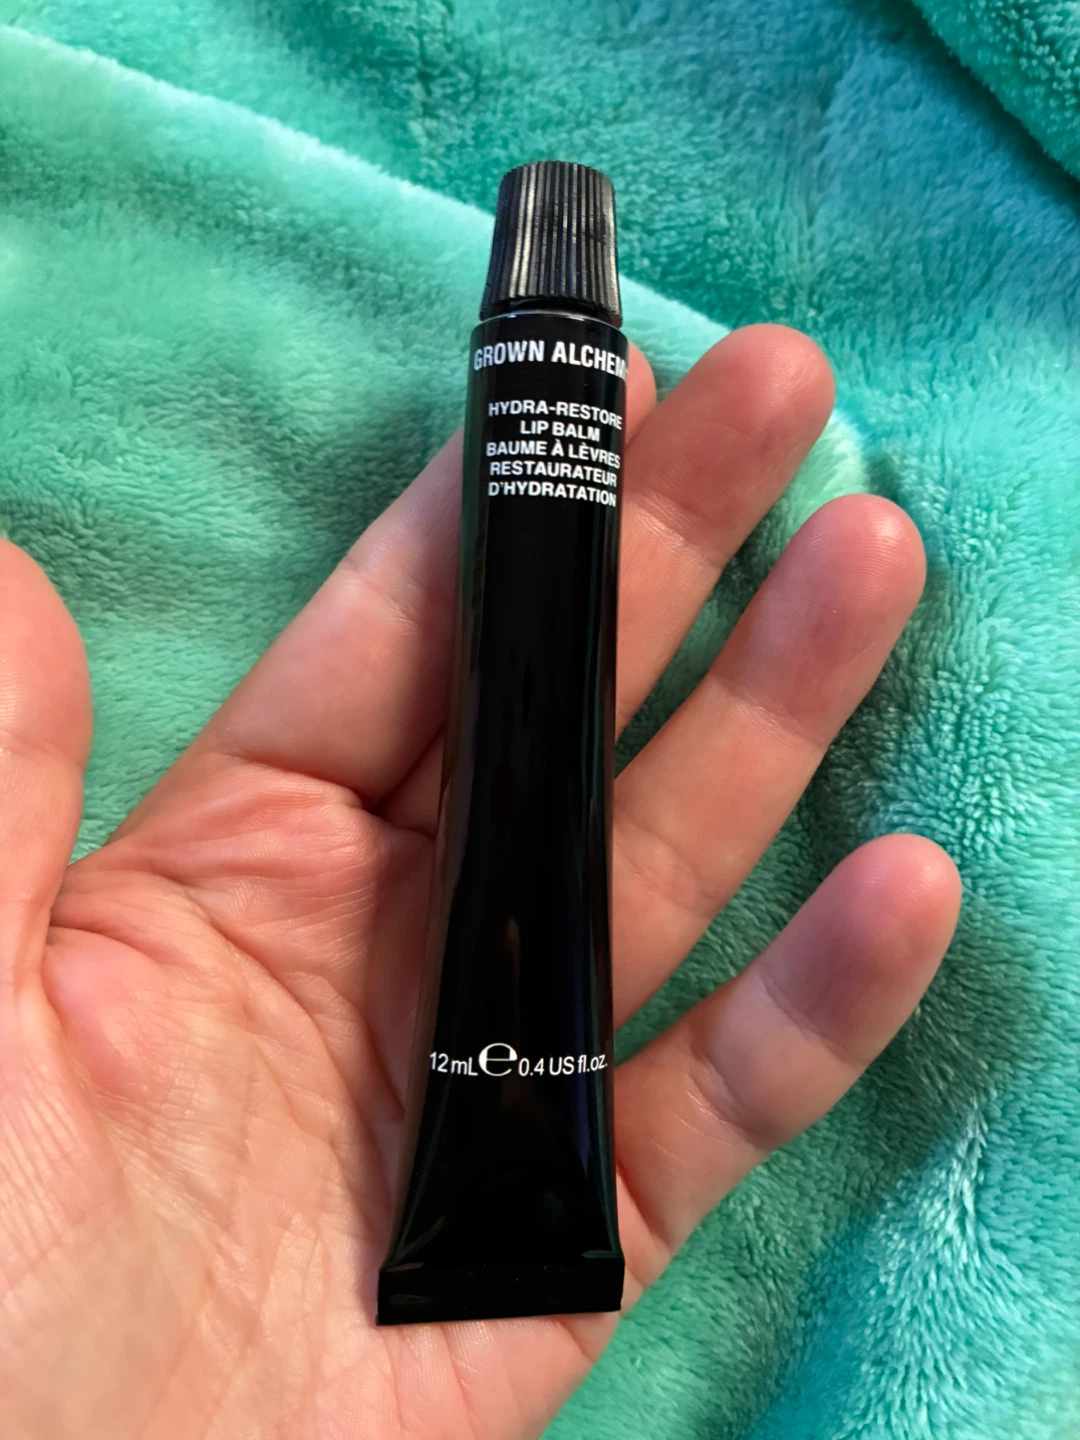 GROWN ALCHEM
HYDRA-RESTORE
LIP BALM
BAUME À LÈVRES
RESTAURATEUR
D'HYDRATATION
12 mL e 0.4 US fl.oz.